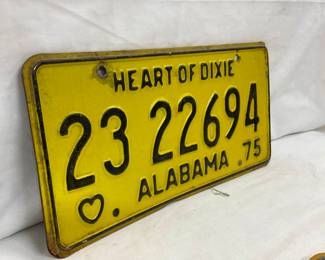 HEART OF DIXIE
23 22694
ALABAMA 75